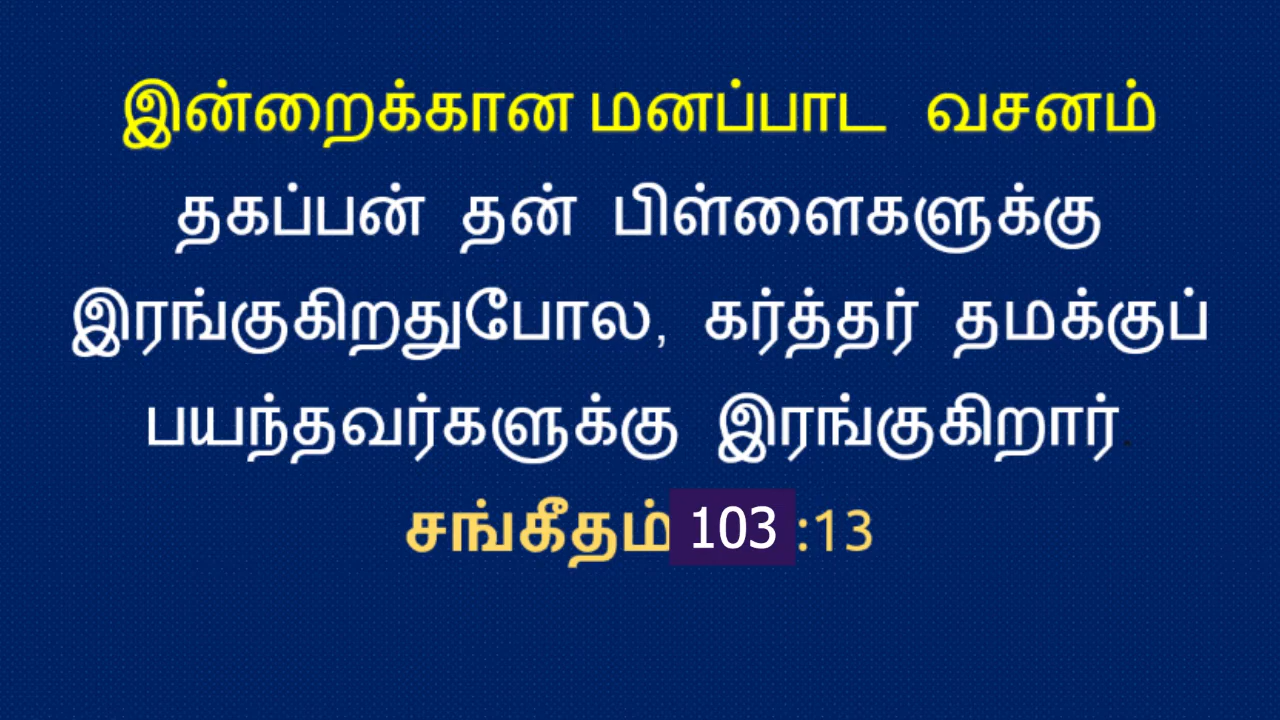 இன்றைக்கான மனப்பாட வசனம்
தகப்பன் தன் பிள்ளைகளுக்கு
இரங்குகிறதுபோல, கர்த்தர் தமக்குப்
பயந்தவர்களுக்கு இரங்குகிறார்.
சங்கீதம் 103 :13